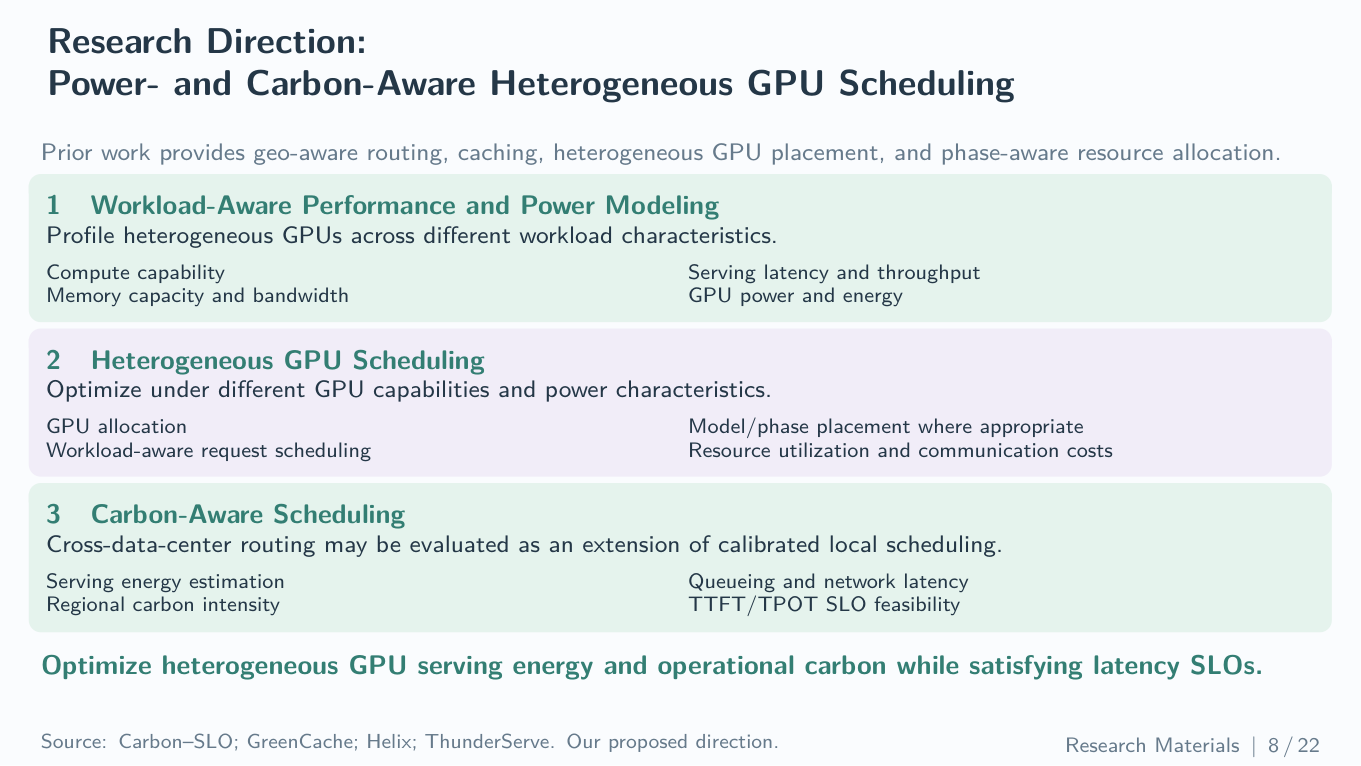 Research Direction:
Power- and Carbon-Aware Heterogeneous GPU Scheduling
Prior work provides geo-aware routing, caching, heterogeneous GPU placement, and phase-aware resource allocation.
1 Workload-Aware Performance and Power Modeling
Profile heterogeneous GPUs across different workload characteristics.
Compute capability
Memory capacity and bandwidth
Serving latency and throughput
GPU power and energy
2 Heterogeneous GPU Scheduling
Optimize under different GPU capabilities and power characteristics.
GPU allocation
Workload-aware request scheduling
Model/phase placement where appropriate
Resource utilization and communication costs
3 Carbon-Aware Scheduling
Cross-data-center routing may be evaluated as an extension of calibrated local scheduling.
Serving energy estimation
Regional carbon intensity
Queueing and network latency
TTFT/TPOT SLO feasibility
Optimize heterogeneous GPU serving energy and operational carbon while satisfying latency SLOs.
Source: Carbon–SLO; GreenCache; Helix; ThunderServe. Our proposed direction.
Research Materials | 8 / 22